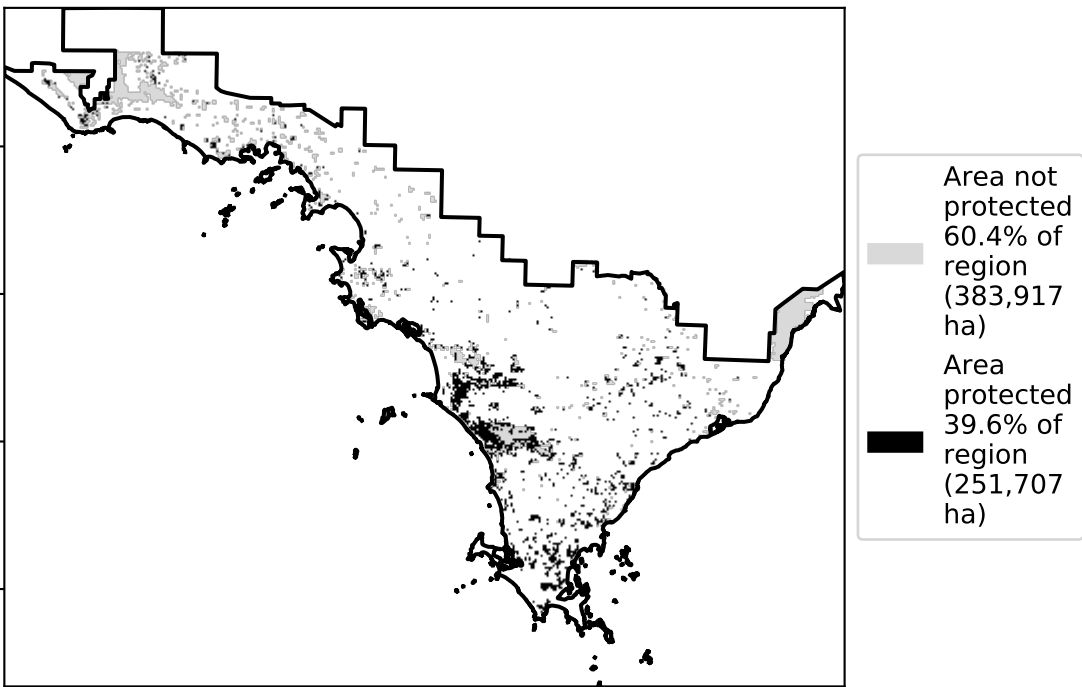 Area not
protected
60.4% of
region
(383,917
ha)
Area
protected
39.6% of
region
(251,707
ha)